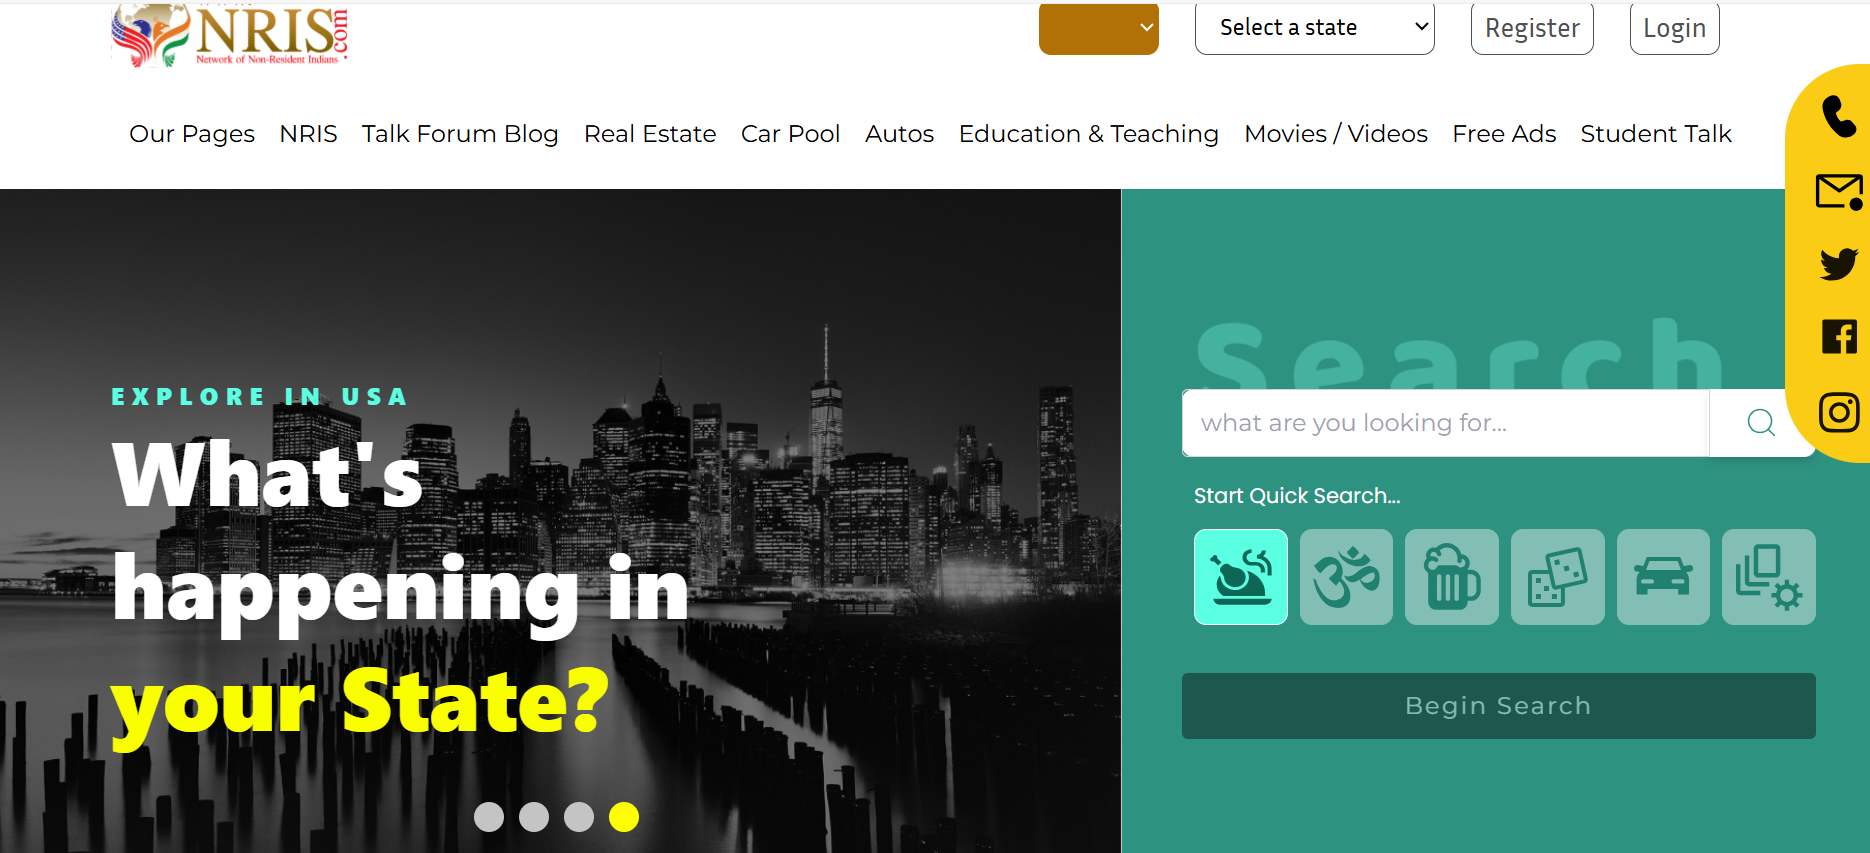 NRIS
.com
Network of Non-Resident Indians
Select a state
Register
Login
Our Pages NRIS Talk Forum Blog Real Estate Car Pool Autos Education & Teaching Movies / Videos Free Ads Student Talk
EXPLORE IN USA
What's
happening in
your State?
Search
what are you looking for...
Start Quick Search...
Begin Search